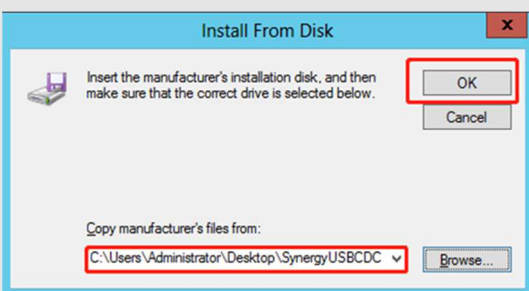 Install From Disk
x
Insert the manufacturer's installation disk, and then
make sure that the correct drive is selected below.
OK
Cancel
Copy manufacturer's files from:
C:\Users\Administrator\Desktop\SynergyUSBCDC
Browse...